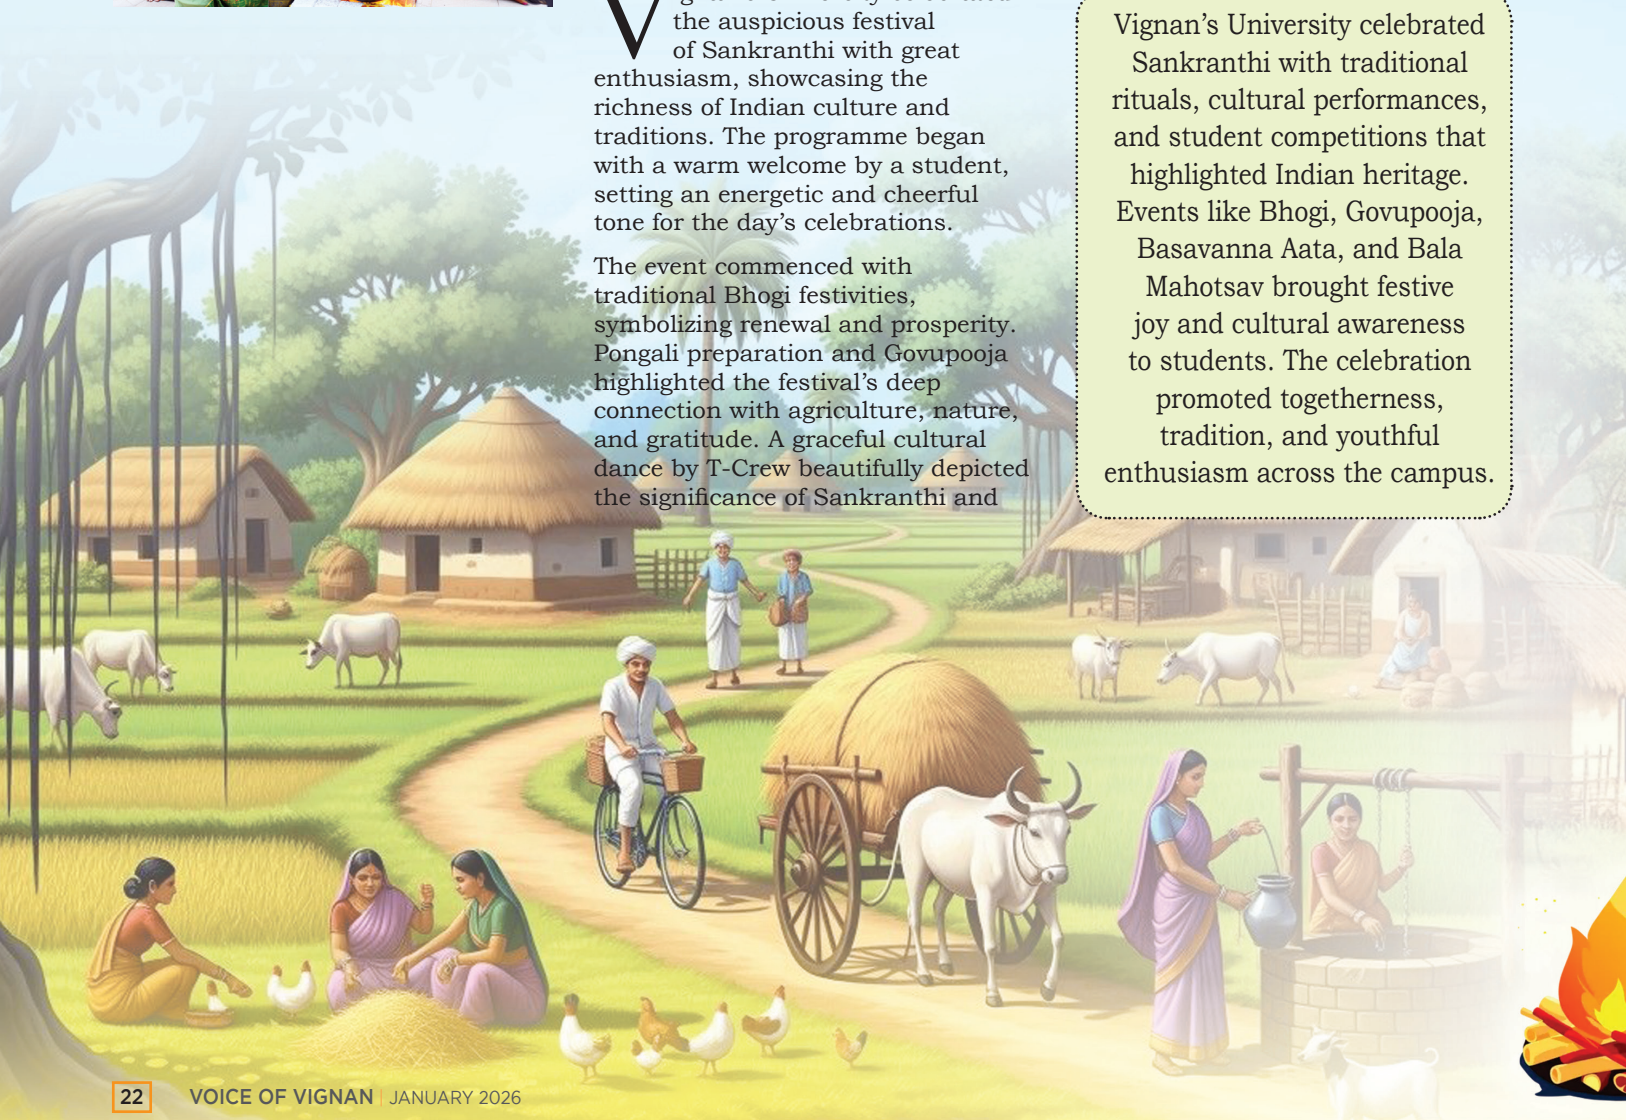 the auspicious festival
of Sankranthi with great
enthusiasm, showcasing the
richness of Indian culture and
traditions. The programme began
with a warm welcome by a student,
setting an energetic and cheerful
tone for the day’s celebrations.
The event commenced with
traditional Bhogi festivities,
symbolizing renewal and prosperity.
Pongali preparation and Govupooja
highlighted the festival’s deep
connection with agriculture, nature,
and gratitude. A graceful cultural
dance by T-Crew beautifully depicted
the significance of Sankranthi and
Vignan’s University celebrated
Sankranthi with traditional
rituals, cultural performances,
and student competitions that
highlighted Indian heritage.
Events like Bhogi, Govupooja,
Basavanna Aata, and Bala
Mahotsav brought festive
joy and cultural awareness
to students. The celebration
promoted togetherness,
tradition, and youthful
enthusiasm across the campus.
22 VOICE OF VIGNAN | JANUARY 2026